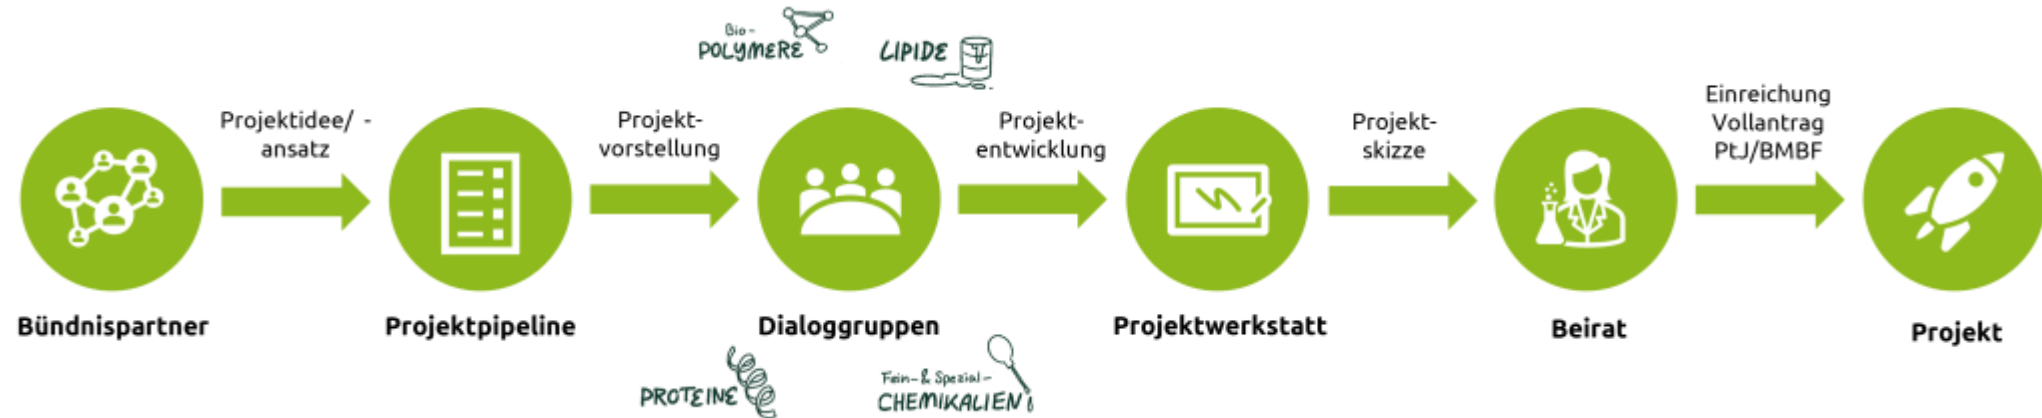 Bio-
POLYMERE
LIPIDE
Projektidee/ -
ansatz
Projekt-
vorstellung
Projekt-
entwicklung
Projekt-
skizze
Einreichung
Vollantrag
PtJ/BMBF
Bündnispartner
Projektpipeline
Dialoggruppen
Projektwerkstatt
Beirat
Projekt
PROTEINE
Fein- & Spezial-
CHEMIKALIEN